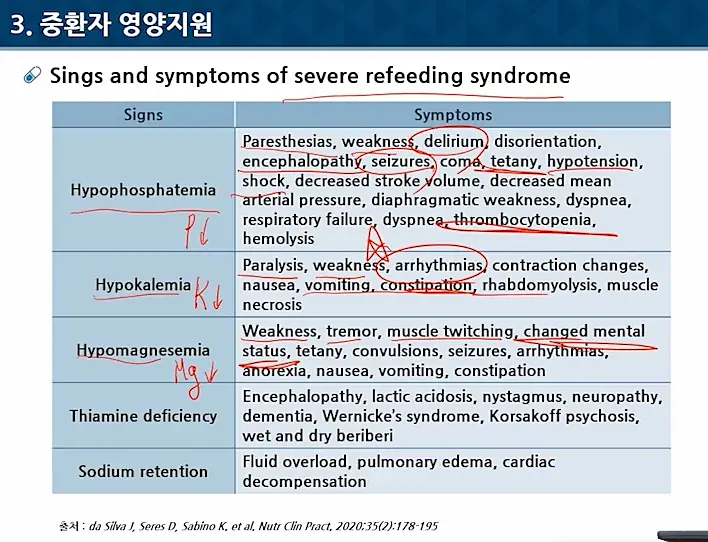 3. 중환자 영양지원
Sings and symptoms of severe refeeding syndrome
Signs
Symptoms
Hypophosphatemia
P↓
Paresthasias, weakness, delirium, disorientation,
encephalopathy, seizures, coma, tetany, hypotension,
shock, decreased stroke volume, decreased mean
arterial pressure, diaphragmatic weakness, dyspnea,
respiratory failure, dyspnea, thrombocytopenia,
hemolysis
Hypokalemia
K↓
Paralysis, weakness, arrhythmias, contraction changes,
nausea, vomiting, constipation, rhabdomyolysis, muscle
necrosis
Hypomagnesemia
Mg↓
Weakness, tremor, muscle twitching, changed mental
status, tetany, convulsions, seizures, arrhythmias,
anorexia, nausea, vomiting, constipation
Thiamine deficiency
Encephalopathy, lactic acidosis, nystagmus, neuropathy,
dementia, Wernicke's syndrome, Korsakoff psychosis,
wet and dry beriberi
Sodium retention
Fluid overload, pulmonary edema, cardiac
decompensation
출처 : da Silva J, Seres D, Sabino K, et al. Nutr Clin Pract. 2020;35(2):178-195